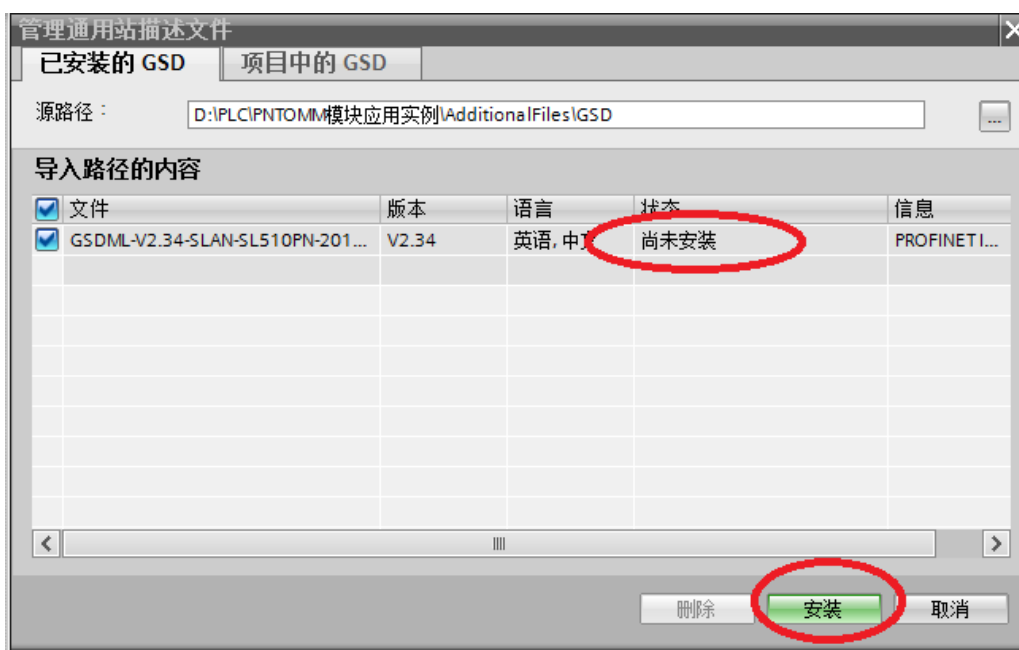 管理通用站描述文件
已安装的 GSD 项目中的 GSD
源路径： D:\PLC\PNTOMM模块应用实例\AdditionalFiles\GSD ...
导入路径的内容
文件 版本 语言 状态 信息
GSDML-V2.34-SLAN-SL510PN-201... V2.34 英语, 中文 尚未安装 PROFINET I...
删除 安装 取消